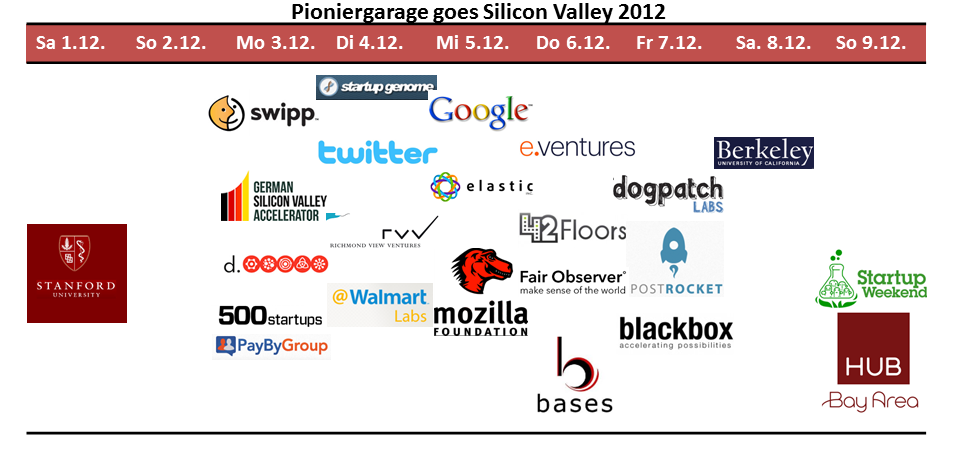 Pioniergarage goes Silicon Valley 2012
Sa 1.12. So 2.12. Mo 3.12. Di 4.12. Mi 5.12. Do 6.12. Fr 7.12. Sa. 8.12. So 9.12.
STANFORD
UNIVERSITY
swipp™
GERMAN
SILICON VALLEY
ACCELERATOR
d.
500startups
PayByGroup
startup genome
twitter
rvv
RICHMOND VIEW VENTURES
@Walmart
Labs
Google™
elastic
INC.
mozilla
FOUNDATION
e.ventures
42Floors
Fair Observer°
make sense of the world
b
bases
dogpatch
LABS
POSTROCKET
blackbox
accelerating possibilities
Berkeley
UNIVERSITY OF CALIFORNIA
Startup
Weekend
HUB
Bay Area